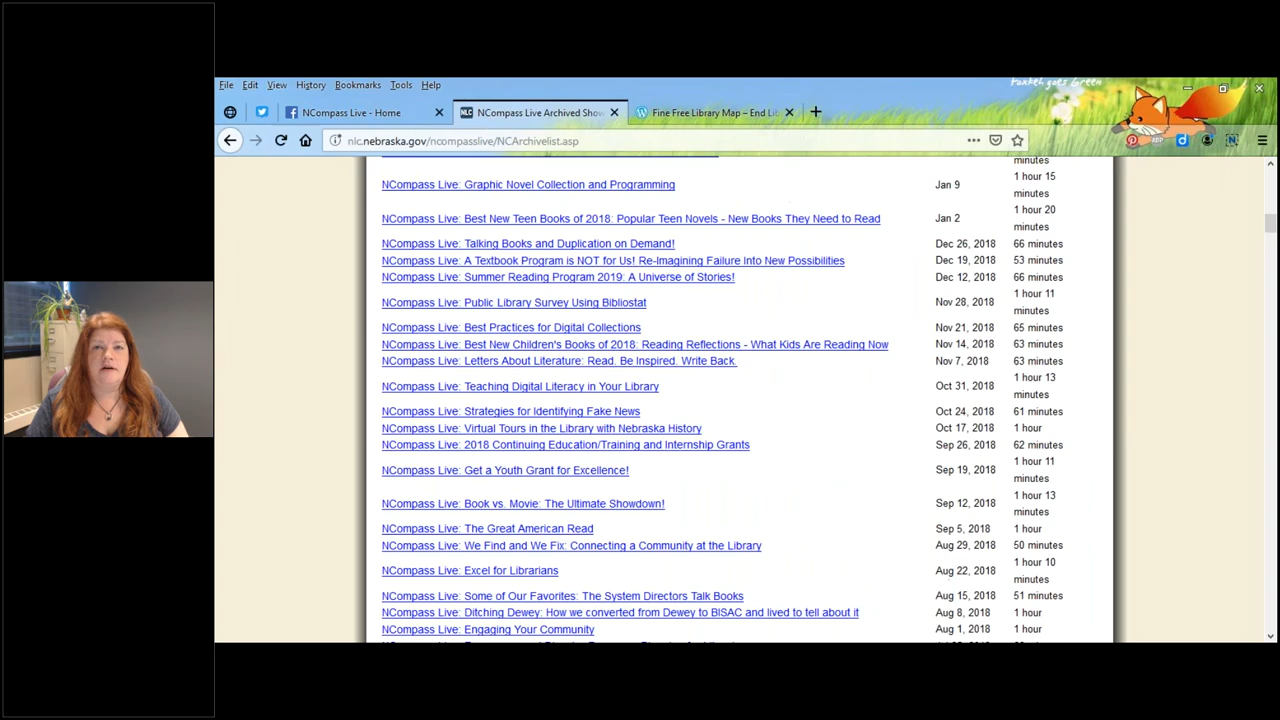 Foxkeh goes Green
File Edit View History Bookmarks Tools Help
NCompass Live - Home
NLC NCompass Live Archived Show
Fine Free Library Map – End Lib
nlc.nebraska.gov/ncompasslive/NCArchivelist.asp
minutes
NCompass Live: Graphic Novel Collection and Programming Jan 9 1 hour 15 minutes
NCompass Live: Best New Teen Books of 2018: Popular Teen Novels - New Books They Need to Read Jan 2 1 hour 20 minutes
NCompass Live: Talking Books and Duplication on Demand! Dec 26, 2018 66 minutes
NCompass Live: A Textbook Program is NOT for Us! Re-Imagining Failure Into New Possibilities Dec 19, 2018 53 minutes
NCompass Live: Summer Reading Program 2019: A Universe of Stories! Dec 12, 2018 66 minutes
NCompass Live: Public Library Survey Using Bibliostat Nov 28, 2018 1 hour 11 minutes
NCompass Live: Best Practices for Digital Collections Nov 21, 2018 65 minutes
NCompass Live: Best New Children's Books of 2018: Reading Reflections - What Kids Are Reading Now Nov 14, 2018 63 minutes
NCompass Live: Letters About Literature: Read. Be Inspired. Write Back. Nov 7, 2018 63 minutes
NCompass Live: Teaching Digital Literacy in Your Library Oct 31, 2018 1 hour 13 minutes
NCompass Live: Strategies for Identifying Fake News Oct 24, 2018 61 minutes
NCompass Live: Virtual Tours in the Library with Nebraska History Oct 17, 2018 1 hour
NCompass Live: 2018 Continuing Education/Training and Internship Grants Sep 26, 2018 62 minutes
NCompass Live: Get a Youth Grant for Excellence! Sep 19, 2018 1 hour 11 minutes
NCompass Live: Book vs. Movie: The Ultimate Showdown! Sep 12, 2018 1 hour 13 minutes
NCompass Live: The Great American Read Sep 5, 2018 1 hour
NCompass Live: We Find and We Fix: Connecting a Community at the Library Aug 29, 2018 50 minutes
NCompass Live: Excel for Librarians Aug 22, 2018 1 hour 10 minutes
NCompass Live: Some of Our Favorites: The System Directors Talk Books Aug 15, 2018 51 minutes
NCompass Live: Ditching Dewey: How we converted from Dewey to BISAC and lived to tell about it Aug 8, 2018 1 hour
NCompass Live: Engaging Your Community Aug 1, 2018 1 hour